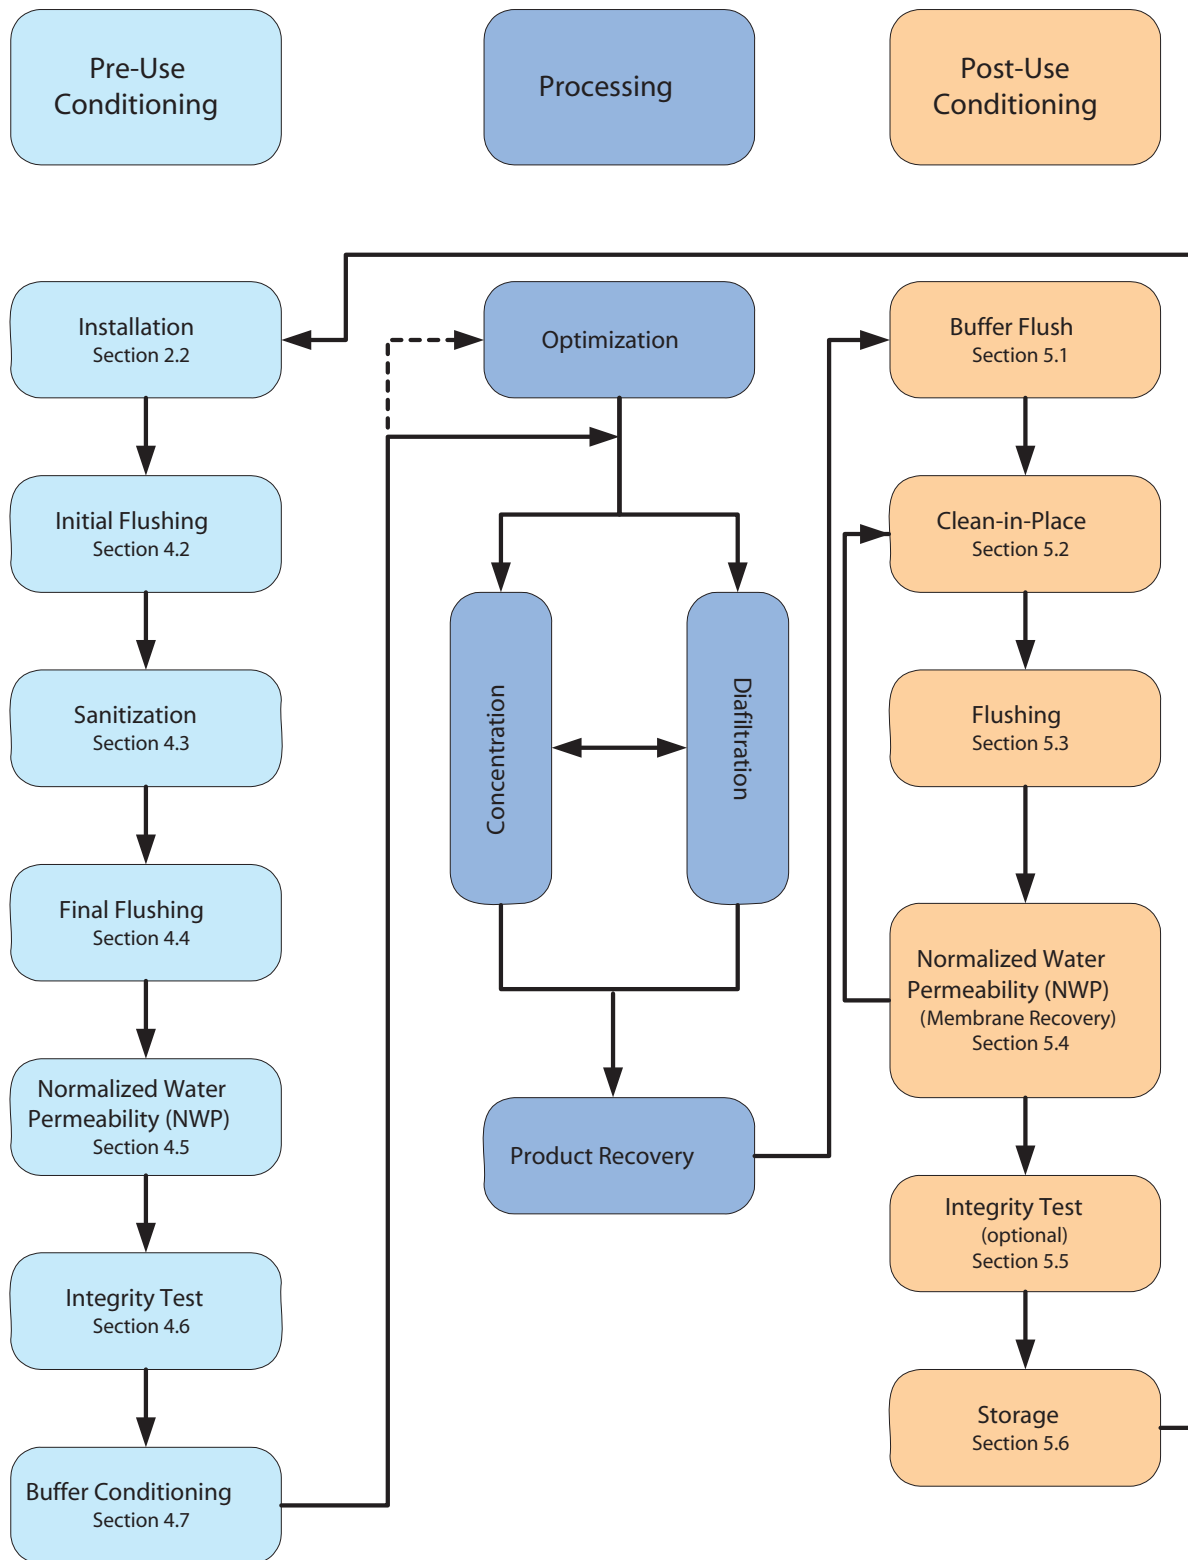 Pre-Use
Conditioning
Processing
Post-Use
Conditioning
Installation
Section 2.2
Initial Flushing
Section 4.2
Sanitization
Section 4.3
Final Flushing
Section 4.4
Normalized Water
Permeability (NWP)
Section 4.5
Integrity Test
Section 4.6
Buffer Conditioning
Section 4.7
Optimization
Concentration
Diafiltration
Product Recovery
Buffer Flush
Section 5.1
Clean-in-Place
Section 5.2
Flushing
Section 5.3
Normalized Water
Permeability (NWP)
(Membrane Recovery)
Section 5.4
Integrity Test
(optional)
Section 5.5
Storage
Section 5.6